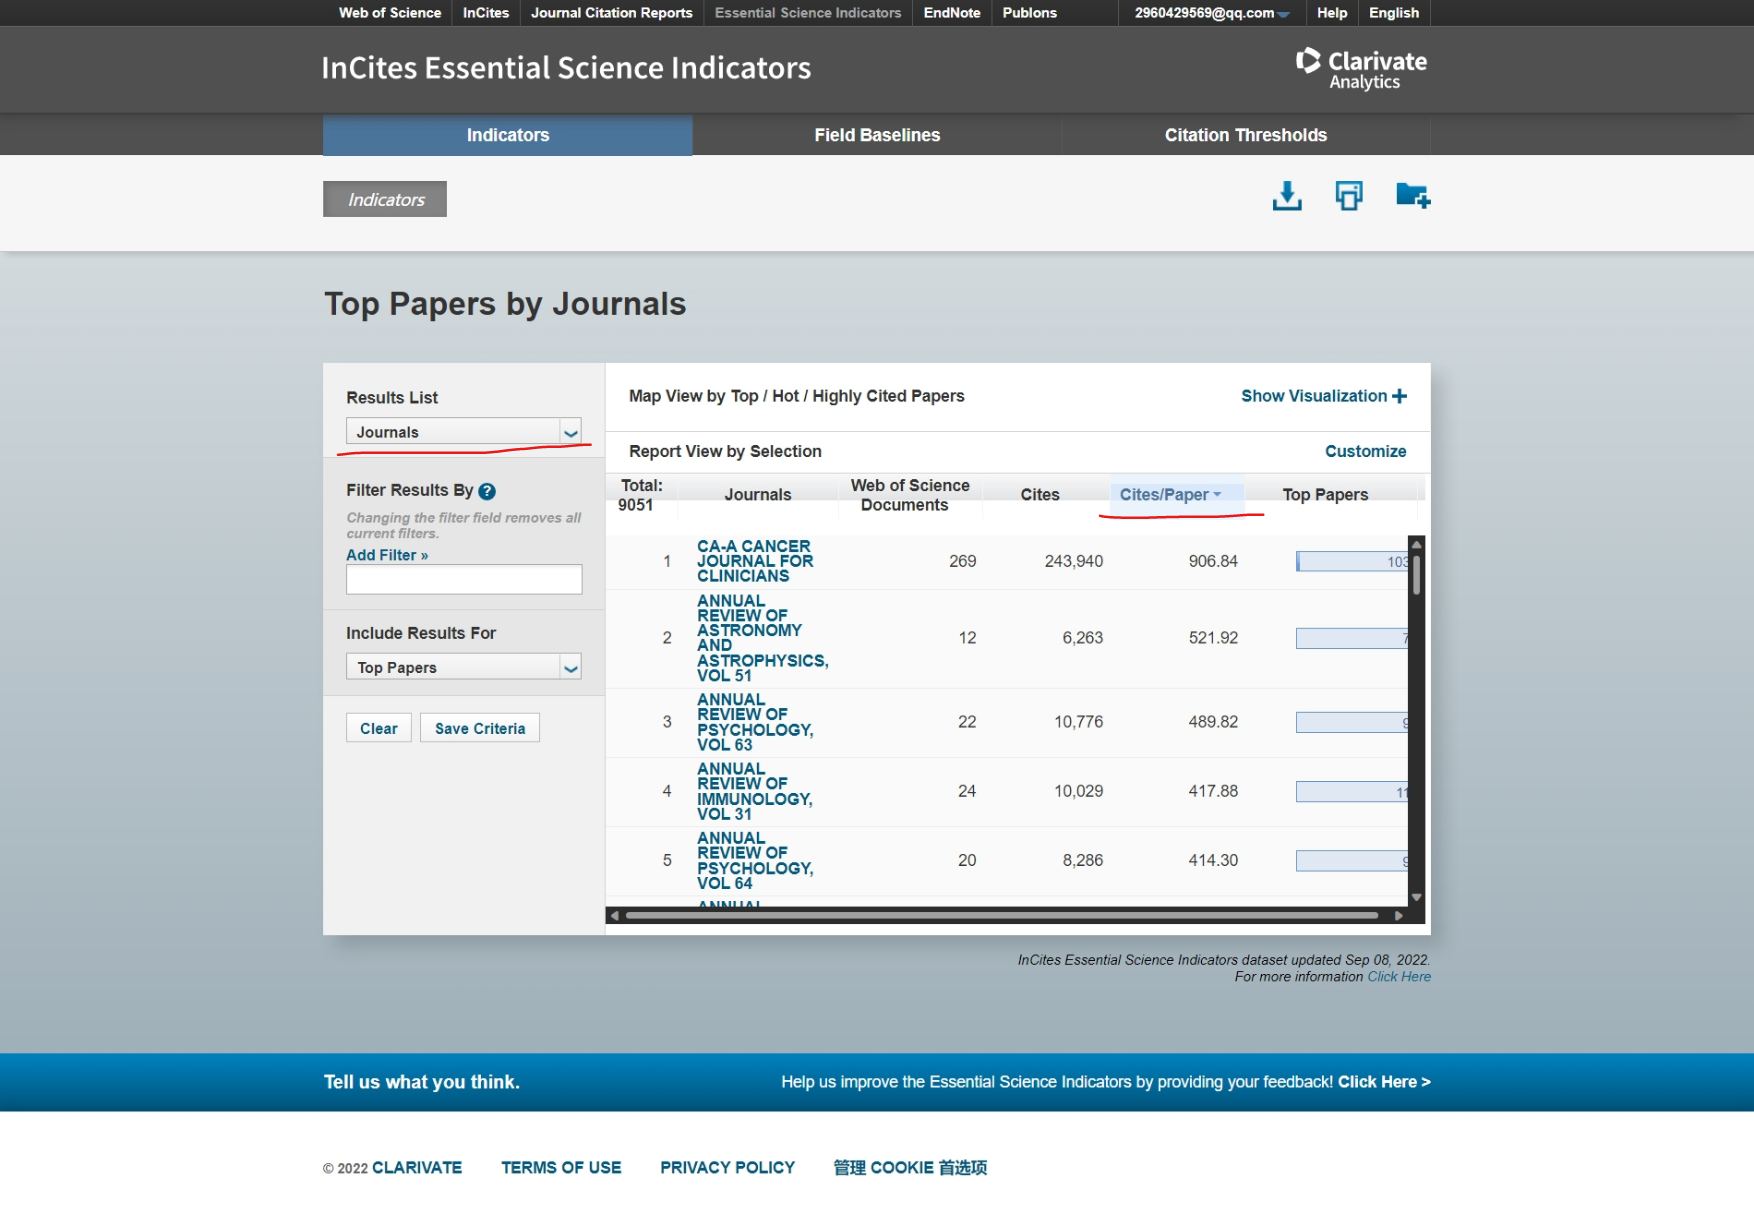 Web of Science InCites Journal Citation Reports Essential Science Indicators EndNote Publons 2960429569@qq.com Help English
InCites Essential Science Indicators
Clarivate
Analytics
Indicators Field Baselines Citation Thresholds
Indicators
Top Papers by Journals
Results List
Journals
Filter Results By ?
Changing the filter field removes all
current filters.
Add Filter »
Include Results For
Top Papers
Clear Save Criteria
Map View by Top / Hot / Highly Cited Papers Show Visualization +
Report View by Selection Customize
Total:
9051
Journals
Web of Science
Documents
Cites
Cites/Paper
Top Papers
1
CA-A CANCER
JOURNAL FOR
CLINICIANS
269 243,940 906.84 103
2
ANNUAL
REVIEW OF
ASTRONOMY
AND
ASTROPHYSICS,
VOL 51
12 6,263 521.92 7
3
ANNUAL
REVIEW OF
PSYCHOLOGY,
VOL 63
22 10,776 489.82 9
4
ANNUAL
REVIEW OF
IMMUNOLOGY,
VOL 31
24 10,029 417.88 11
5
ANNUAL
REVIEW OF
PSYCHOLOGY,
VOL 64
20 8,286 414.30 9
ANNUAL
InCites Essential Science Indicators dataset updated Sep 08, 2022.
For more information Click Here
Tell us what you think. Help us improve the Essential Science Indicators by providing your feedback! Click Here >
© 2022 CLARIVATE TERMS OF USE PRIVACY POLICY 管理 COOKIE 首选项